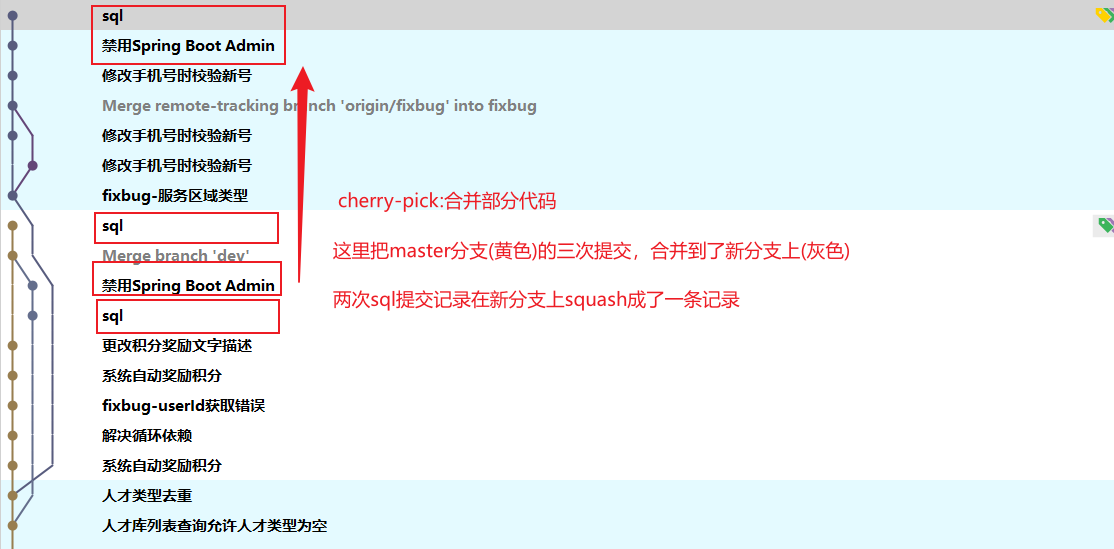 sql
禁用Spring Boot Admin
修改手机号时校验新号
Merge remote-tracking branch 'origin/fixbug' into fixbug
修改手机号时校验新号
修改手机号时校验新号
fixbug-服务区域类型
cherry-pick:合并部分代码
sql
这里把master分支(黄色)的三次提交，合并到了新分支上(灰色)
Merge branch 'dev'
禁用Spring Boot Admin
两次sql提交记录在新分支上squash成了一条记录
sql
更改积分奖励文字描述
系统自动奖励积分
fixbug-userId获取错误
解决循环依赖
系统自动奖励积分
人才类型去重
人才库列表查询允许人才类型为空